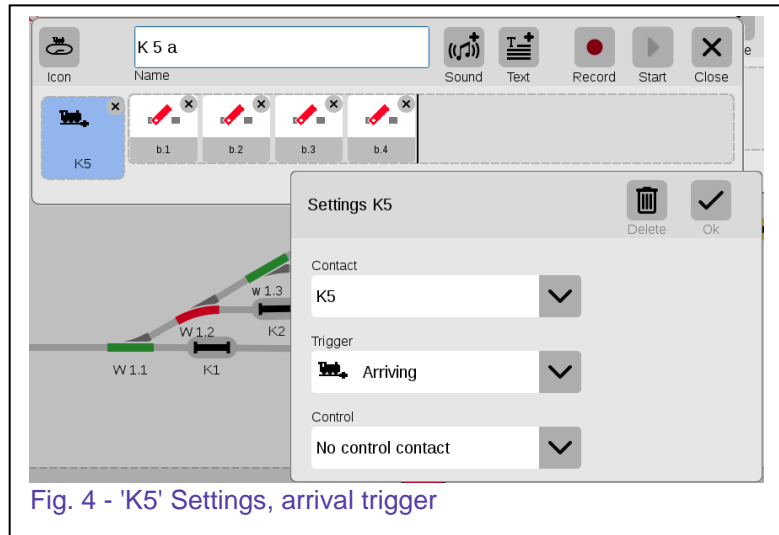 K 5 a
Icon
Name
Sound
Text
Record
Start
Close
e
K5
b.1
b.2
b.3
b.4
Settings K5
Delete
Ok
Contact
K5
Trigger
Arriving
Control
No control contact
w 1.3
W 1.2
K2
W 1.1
K1
Fig. 4 - 'K5' Settings, arrival trigger